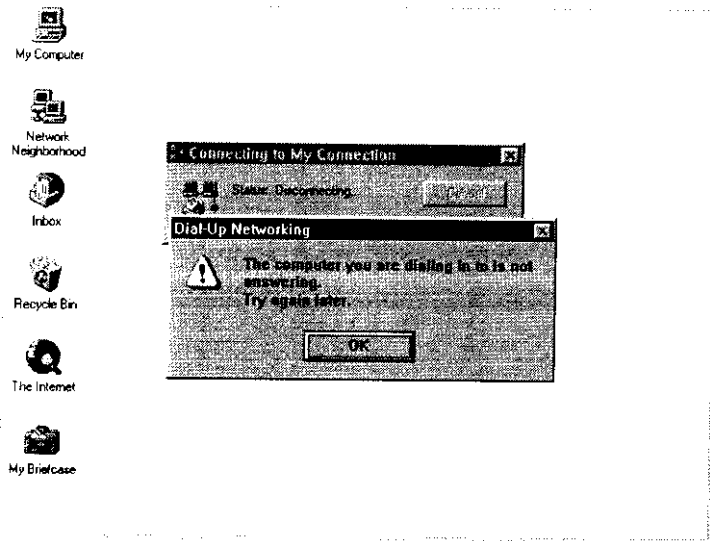 My Computer
Network
Neighborhood
Inbox
Recycle Bin
The Internet
My Briefcase
Connecting to My Connection
Status: Disconnecting...
Cancel
Dial-Up Networking
The computer you are dialing in to is not
answering.
Try again later.
OK